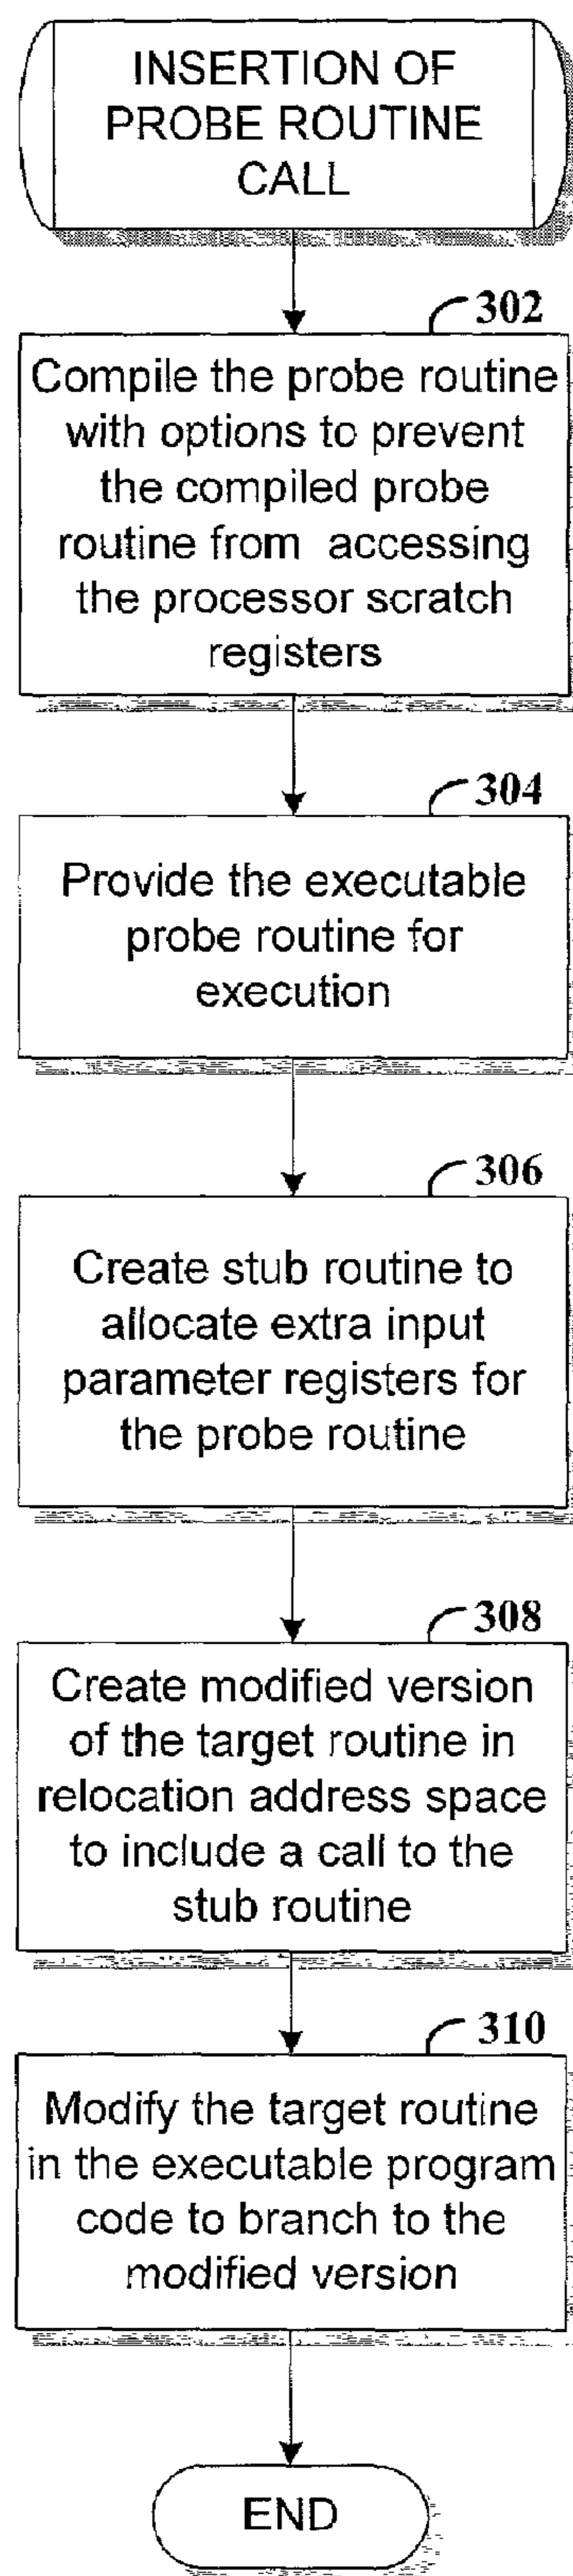 INSERTION OF
PROBE ROUTINE
CALL
302
Compile the probe routine
with options to prevent
the compiled probe
routine from accessing
the processor scratch
registers
304
Provide the executable
probe routine for
execution
306
Create stub routine to
allocate extra input
parameter registers for
the probe routine
308
Create modified version
of the target routine in
relocation address space
to include a call to the
stub routine
310
Modify the target routine
in the executable program
code to branch to the
modified version
END